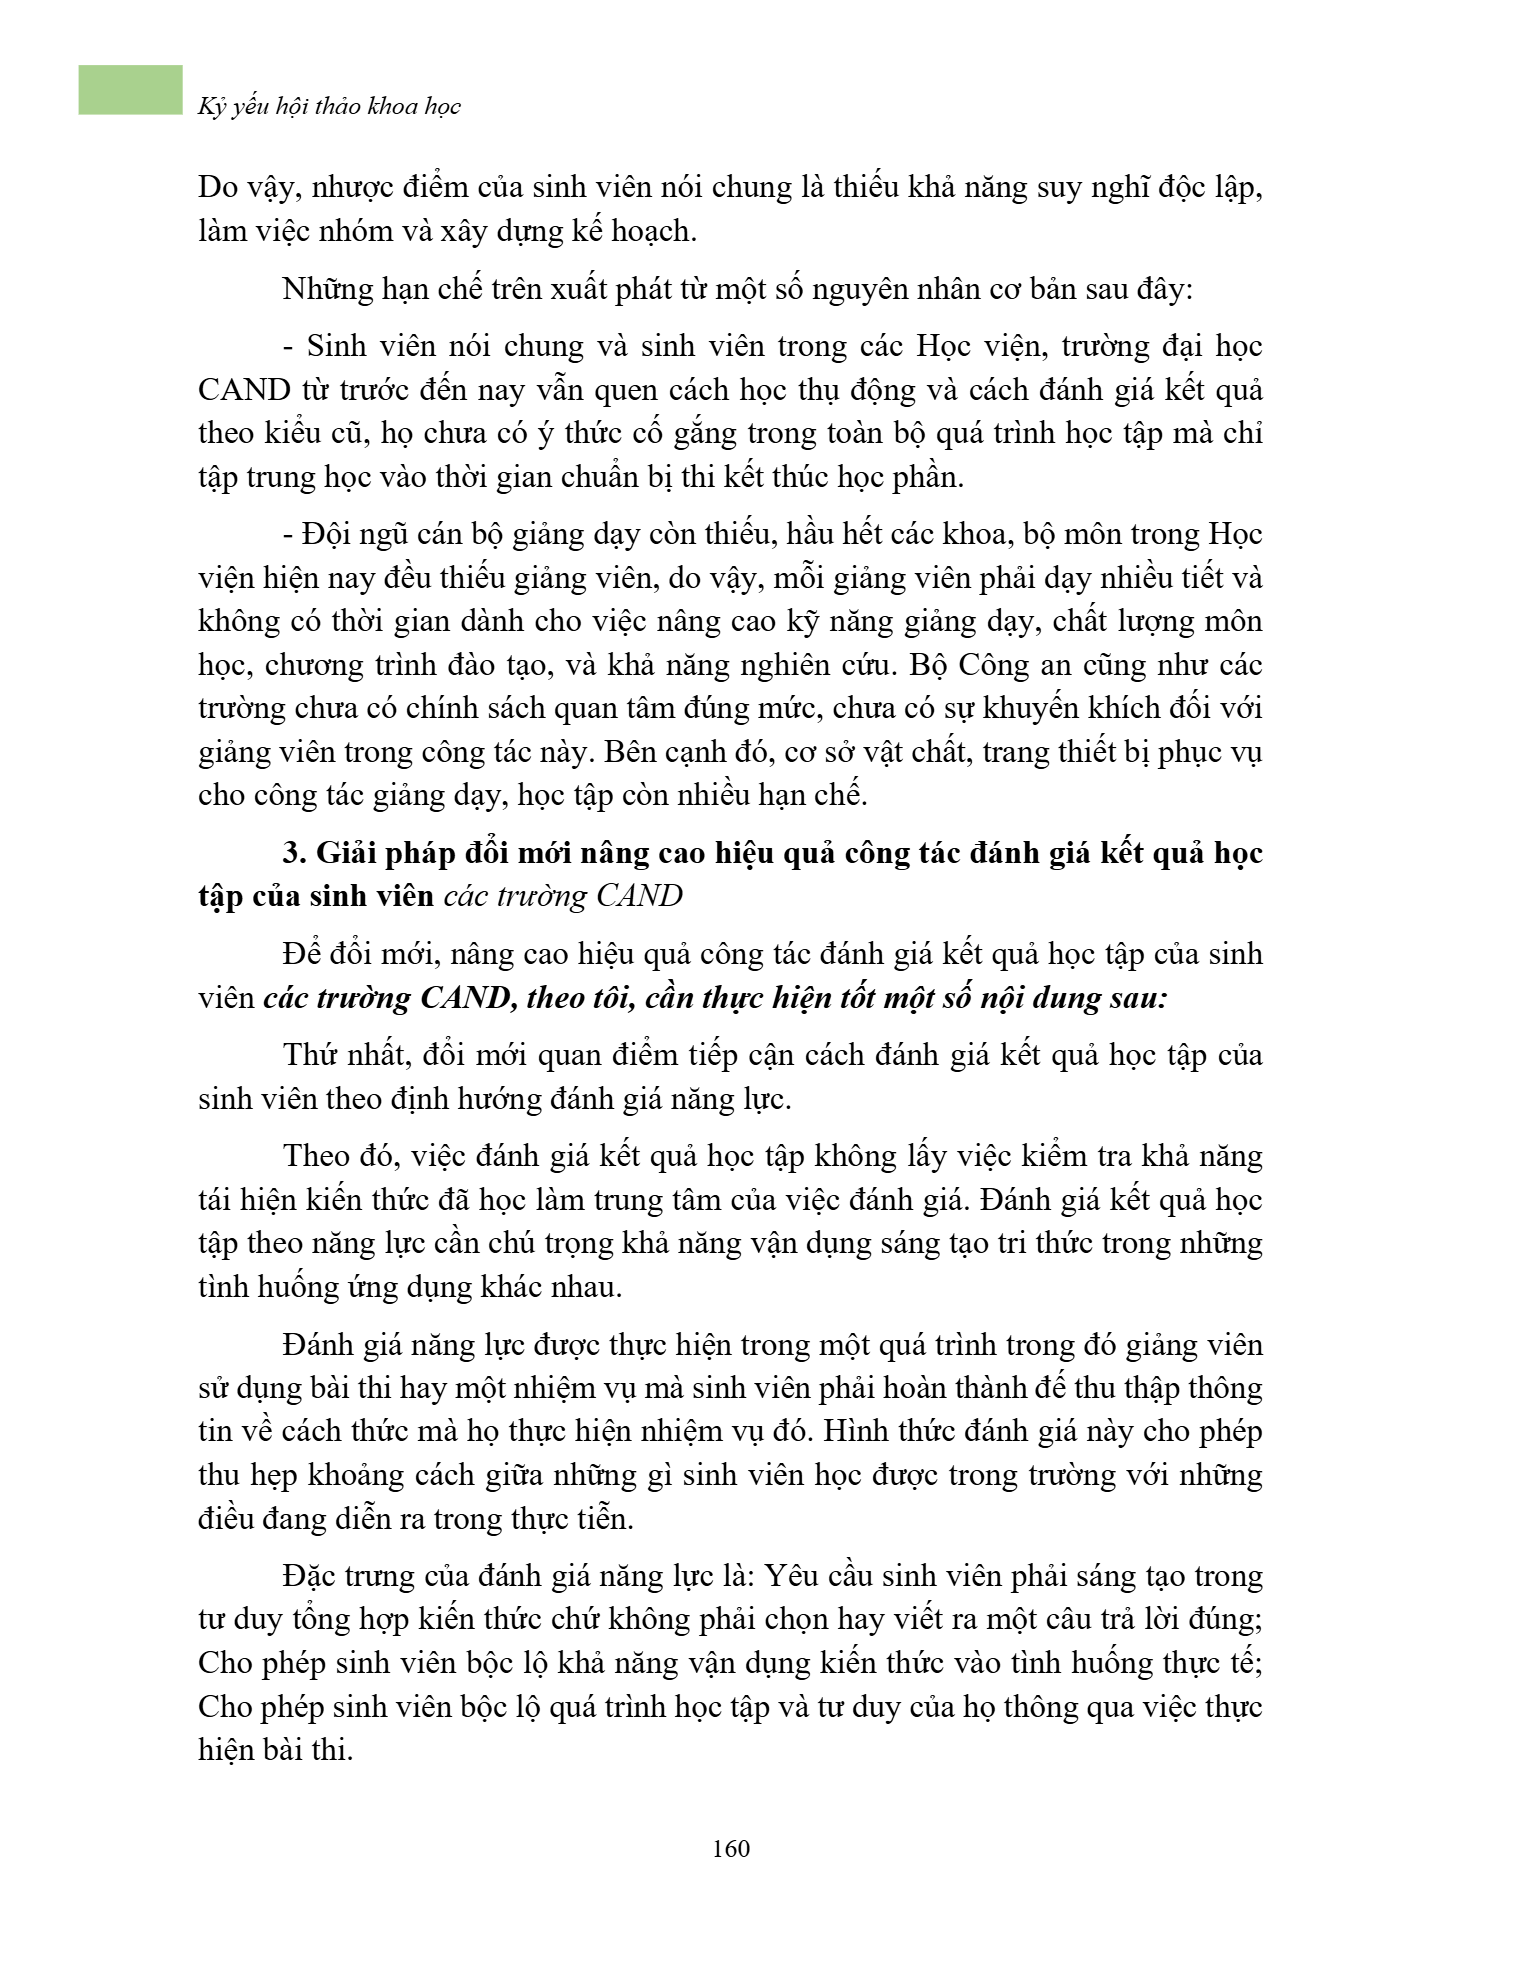 Kỷ yếu hội thảo khoa học
Do vậy, nhược điểm của sinh viên nói chung là thiếu khả năng suy nghĩ độc lập,
làm việc nhóm và xây dựng kế hoạch.
Những hạn chế trên xuất phát từ một số nguyên nhân cơ bản sau đây:
- Sinh viên nói chung và sinh viên trong các Học viện, trường đại học
CAND từ trước đến nay vẫn quen cách học thụ động và cách đánh giá kết quả
theo kiểu cũ, họ chưa có ý thức cố gắng trong toàn bộ quá trình học tập mà chỉ
tập trung học vào thời gian chuẩn bị thi kết thúc học phần.
- Đội ngũ cán bộ giảng dạy còn thiếu, hầu hết các khoa, bộ môn trong Học
viện hiện nay đều thiếu giảng viên, do vậy, mỗi giảng viên phải dạy nhiều tiết và
không có thời gian dành cho việc nâng cao kỹ năng giảng dạy, chất lượng môn
học, chương trình đào tạo, và khả năng nghiên cứu. Bộ Công an cũng như các
trường chưa có chính sách quan tâm đúng mức, chưa có sự khuyến khích đối với
giảng viên trong công tác này. Bên cạnh đó, cơ sở vật chất, trang thiết bị phục vụ
cho công tác giảng dạy, học tập còn nhiều hạn chế.
3. Giải pháp đổi mới nâng cao hiệu quả công tác đánh giá kết quả học
tập của sinh viên các trường CAND
Để đổi mới, nâng cao hiệu quả công tác đánh giá kết quả học tập của sinh
viên các trường CAND, theo tôi, cần thực hiện tốt một số nội dung sau:
Thứ nhất, đổi mới quan điểm tiếp cận cách đánh giá kết quả học tập của
sinh viên theo định hướng đánh giá năng lực.
Theo đó, việc đánh giá kết quả học tập không lấy việc kiểm tra khả năng
tái hiện kiến thức đã học làm trung tâm của việc đánh giá. Đánh giá kết quả học
tập theo năng lực cần chú trọng khả năng vận dụng sáng tạo tri thức trong những
tình huống ứng dụng khác nhau.
Đánh giá năng lực được thực hiện trong một quá trình trong đó giảng viên
sử dụng bài thi hay một nhiệm vụ mà sinh viên phải hoàn thành đế thu thập thông
tin về cách thức mà họ thực hiện nhiệm vụ đó. Hình thức đánh giá này cho phép
thu hẹp khoảng cách giữa những gì sinh viên học được trong trường với những
điều đang diễn ra trong thực tiễn.
Đặc trưng của đánh giá năng lực là: Yêu cầu sinh viên phải sáng tạo trong
tư duy tổng hợp kiến thức chứ không phải chọn hay viết ra một câu trả lời đúng;
Cho phép sinh viên bộc lộ khả năng vận dụng kiến thức vào tình huống thực tế;
Cho phép sinh viên bộc lộ quá trình học tập và tư duy của họ thông qua việc thực
hiện bài thi.
160